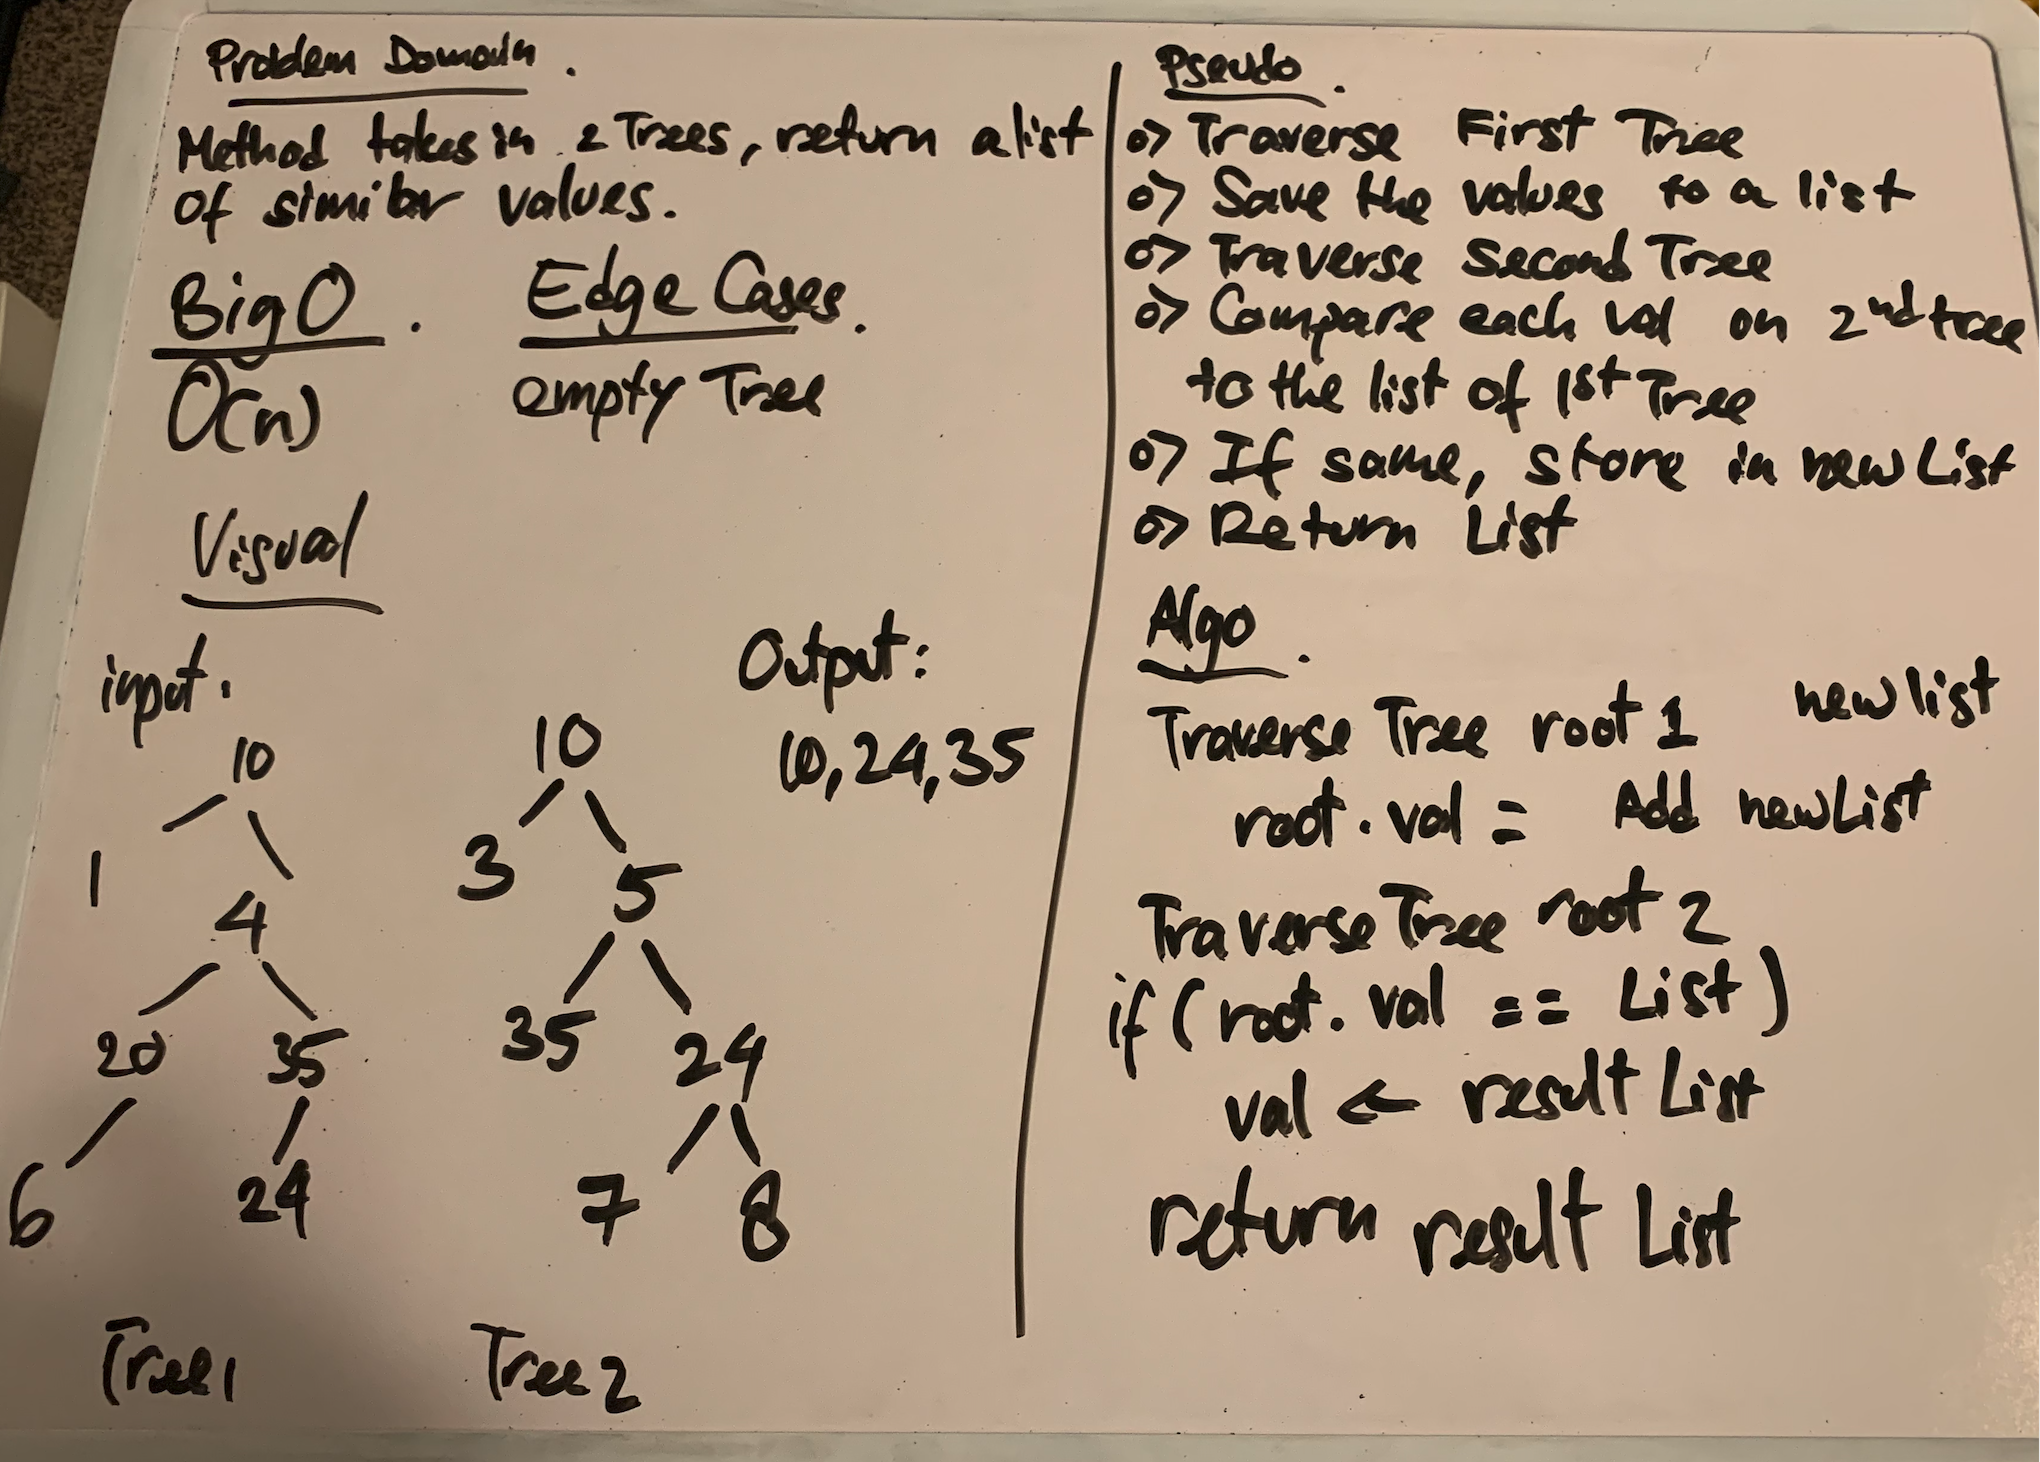 Problem Domain.
Method takes in 2 Trees, return a list
of similar values.
Big O.
O(n)
Edge Cases.
empty Tree
Visual
input.
10
1
4
20 35
6 24
Tree1
10
3 5
35 24
7 8
Tree 2
Output:
10, 24, 35
Pseudo.
o> Traverse First Tree
o> Save the values to a list
o> Traverse second Tree
o> Compare each val on 2nd tree
to the list of 1st Tree
o> If same, store in new List
o> Return List
Algo.
Traverse Tree root 1 new list
root.val = Add newList
Traverse Tree root 2
if (root.val == List)
val <- result List
return result List